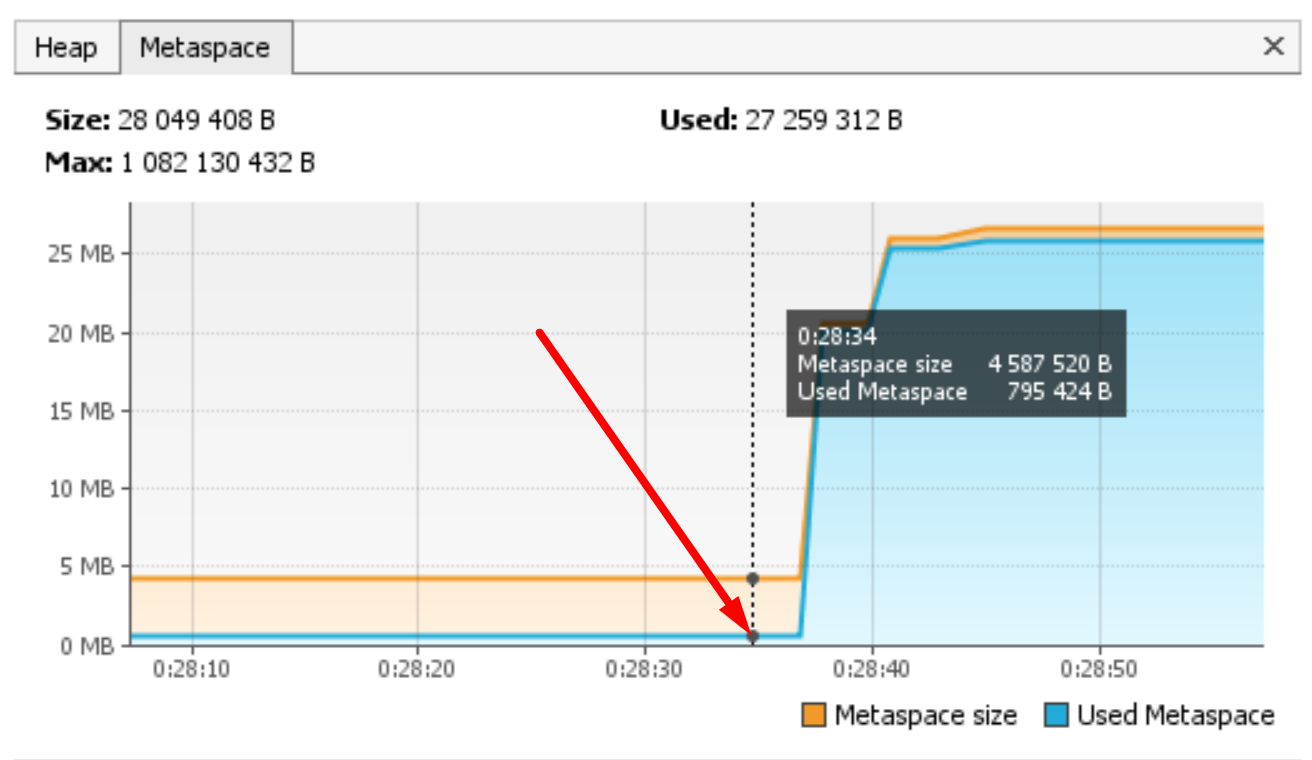 Heap Metaspace ×
Size: 28 049 408 B Used: 27 259 312 B
Max: 1 082 130 432 B
25 MB
20 MB
15 MB
10 MB
5 MB
0 MB
0:28:34
Metaspace size 4 587 520 B
Used Metaspace 795 424 B
0:28:10 0:28:20 0:28:30 0:28:40 0:28:50
Metaspace size Used Metaspace